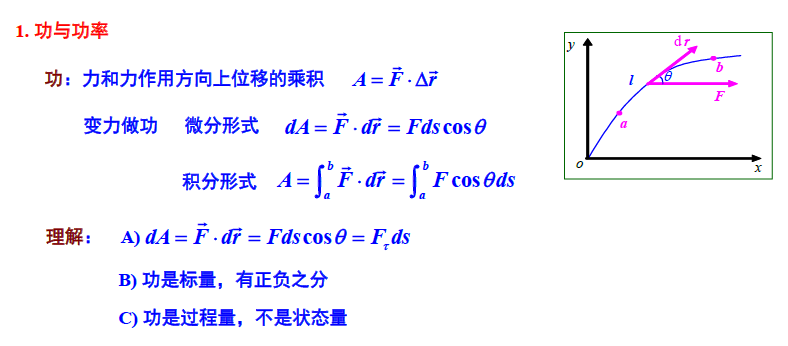 1. 功与功率
功：力和力作用方向上位移的乘积 $A = \vec{F} \cdot \Delta \vec{r}$
变力做功 微分形式 $dA = \vec{F} \cdot d\vec{r} = Fds\cos\theta$
积分形式 $A = \int_a^b \vec{F} \cdot d\vec{r} = \int_a^b F\cos\theta ds$
理解： A) $dA = \vec{F} \cdot d\vec{r} = Fds\cos\theta = F_\tau ds$
B) 功是标量，有正负之分
C) 功是过程量，不是状态量
y
dr
b
l
θ
F
a
o
x